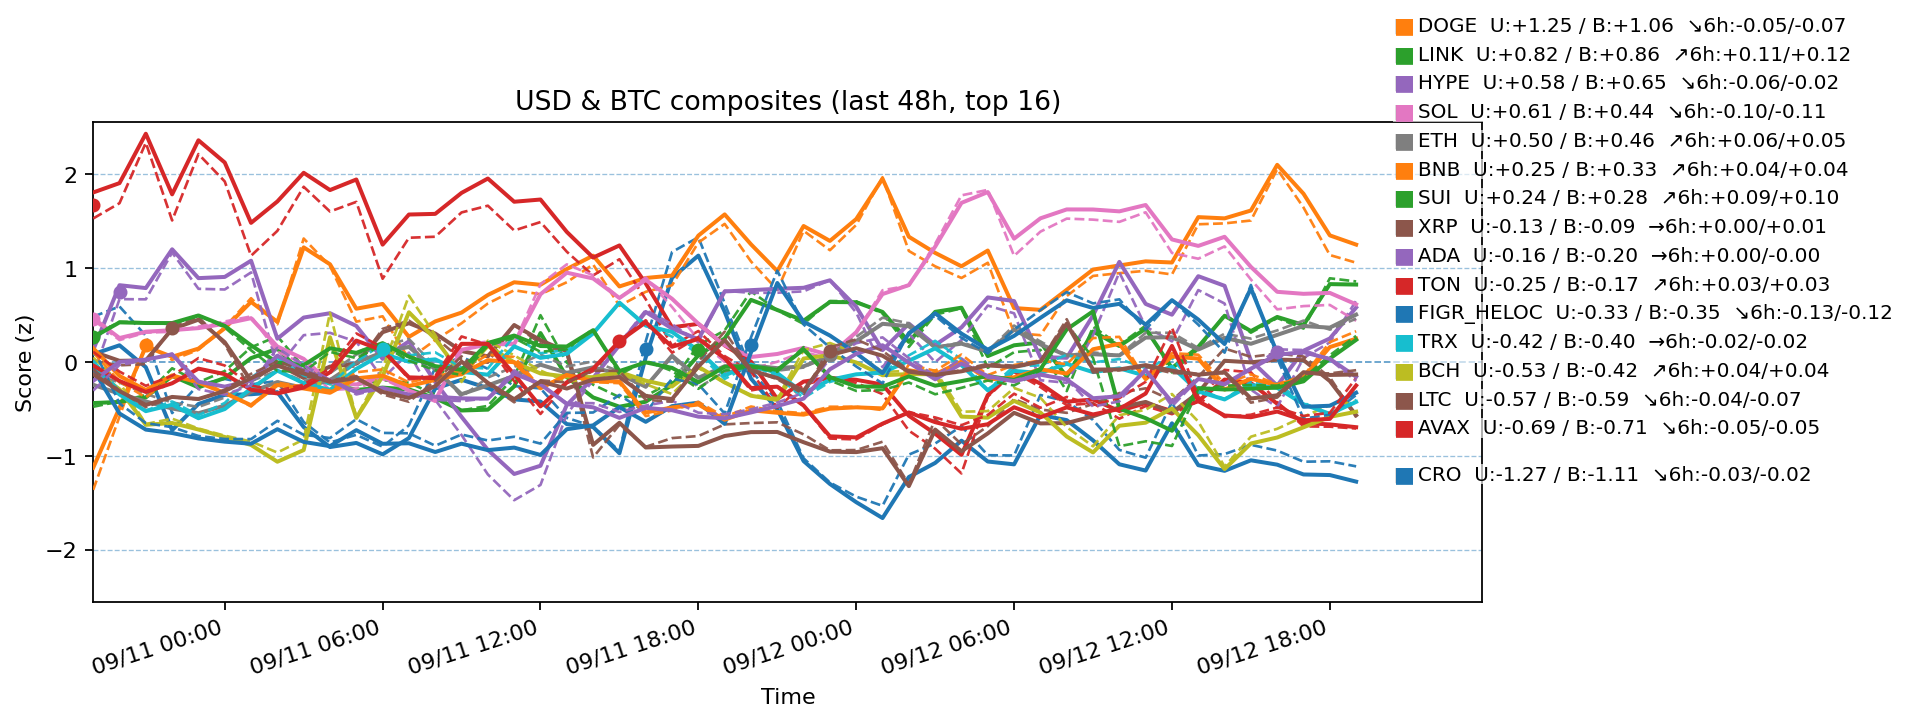 DOGE U:+1.25 / B:+1.06 ↘6h:-0.05/-0.07
LINK U:+0.82 / B:+0.86 ↗6h:+0.11/+0.12
HYPE U:+0.58 / B:+0.65 ↘6h:-0.06/-0.02
USD & BTC composites (last 48h, top 16)
SOL U:+0.61 / B:+0.44 ↘6h:-0.10/-0.11
ETH U:+0.50 / B:+0.46 ↗6h:+0.06/+0.05
BNB U:+0.25 / B:+0.33 ↗6h:+0.04/+0.04
SUI U:+0.24 / B:+0.28 ↗6h:+0.09/+0.10
XRP U:-0.13 / B:-0.09 →6h:+0.00/+0.01
ADA U:-0.16 / B:-0.20 →6h:+0.00/-0.00
TON U:-0.25 / B:-0.17 ↗6h:+0.03/+0.03
FIGR_HELOC U:-0.33 / B:-0.35 ↘6h:-0.13/-0.12
TRX U:-0.42 / B:-0.40 →6h:-0.02/-0.02
BCH U:-0.53 / B:-0.42 ↗6h:+0.04/+0.04
LTC U:-0.57 / B:-0.59 ↘6h:-0.04/-0.07
AVAX U:-0.69 / B:-0.71 ↘6h:-0.05/-0.05
CRO U:-1.27 / B:-1.11 ↘6h:-0.03/-0.02
Score (z)
2
1
0
−1
−2
09/11 00:00
09/11 06:00
09/11 12:00
09/11 18:00
09/12 00:00
09/12 06:00
09/12 12:00
09/12 18:00
Time